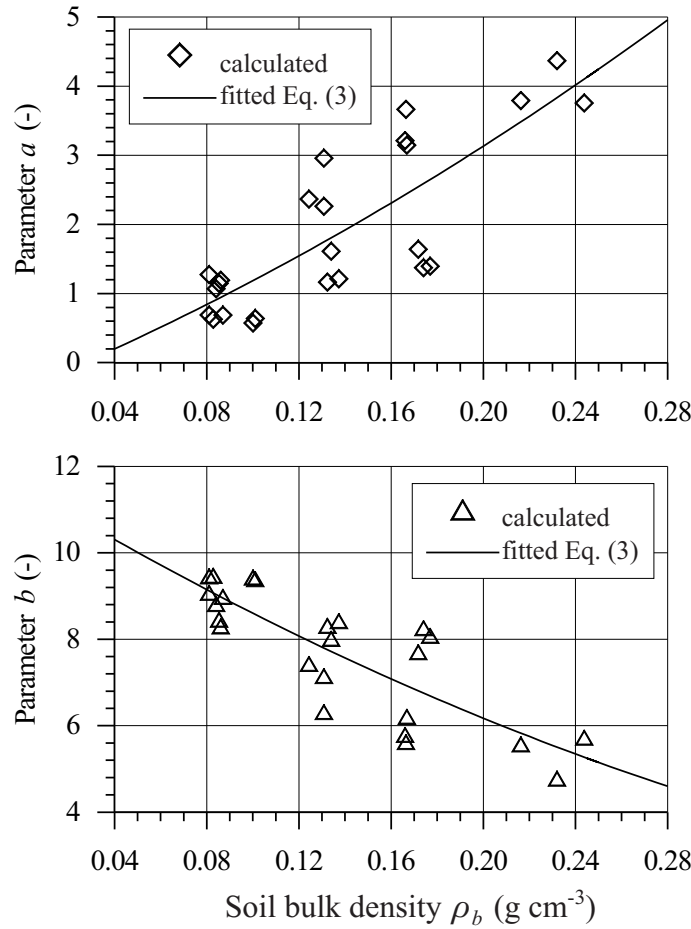 5
4
3
2
1
0
Parameter a (-)
calculated
fitted Eq. (3)
0.04 0.08 0.12 0.16 0.20 0.24 0.28
12
10
8
6
4
Parameter b (-)
calculated
fitted Eq. (3)
0.04 0.08 0.12 0.16 0.20 0.24 0.28
Soil bulk density ρb (g cm-3)